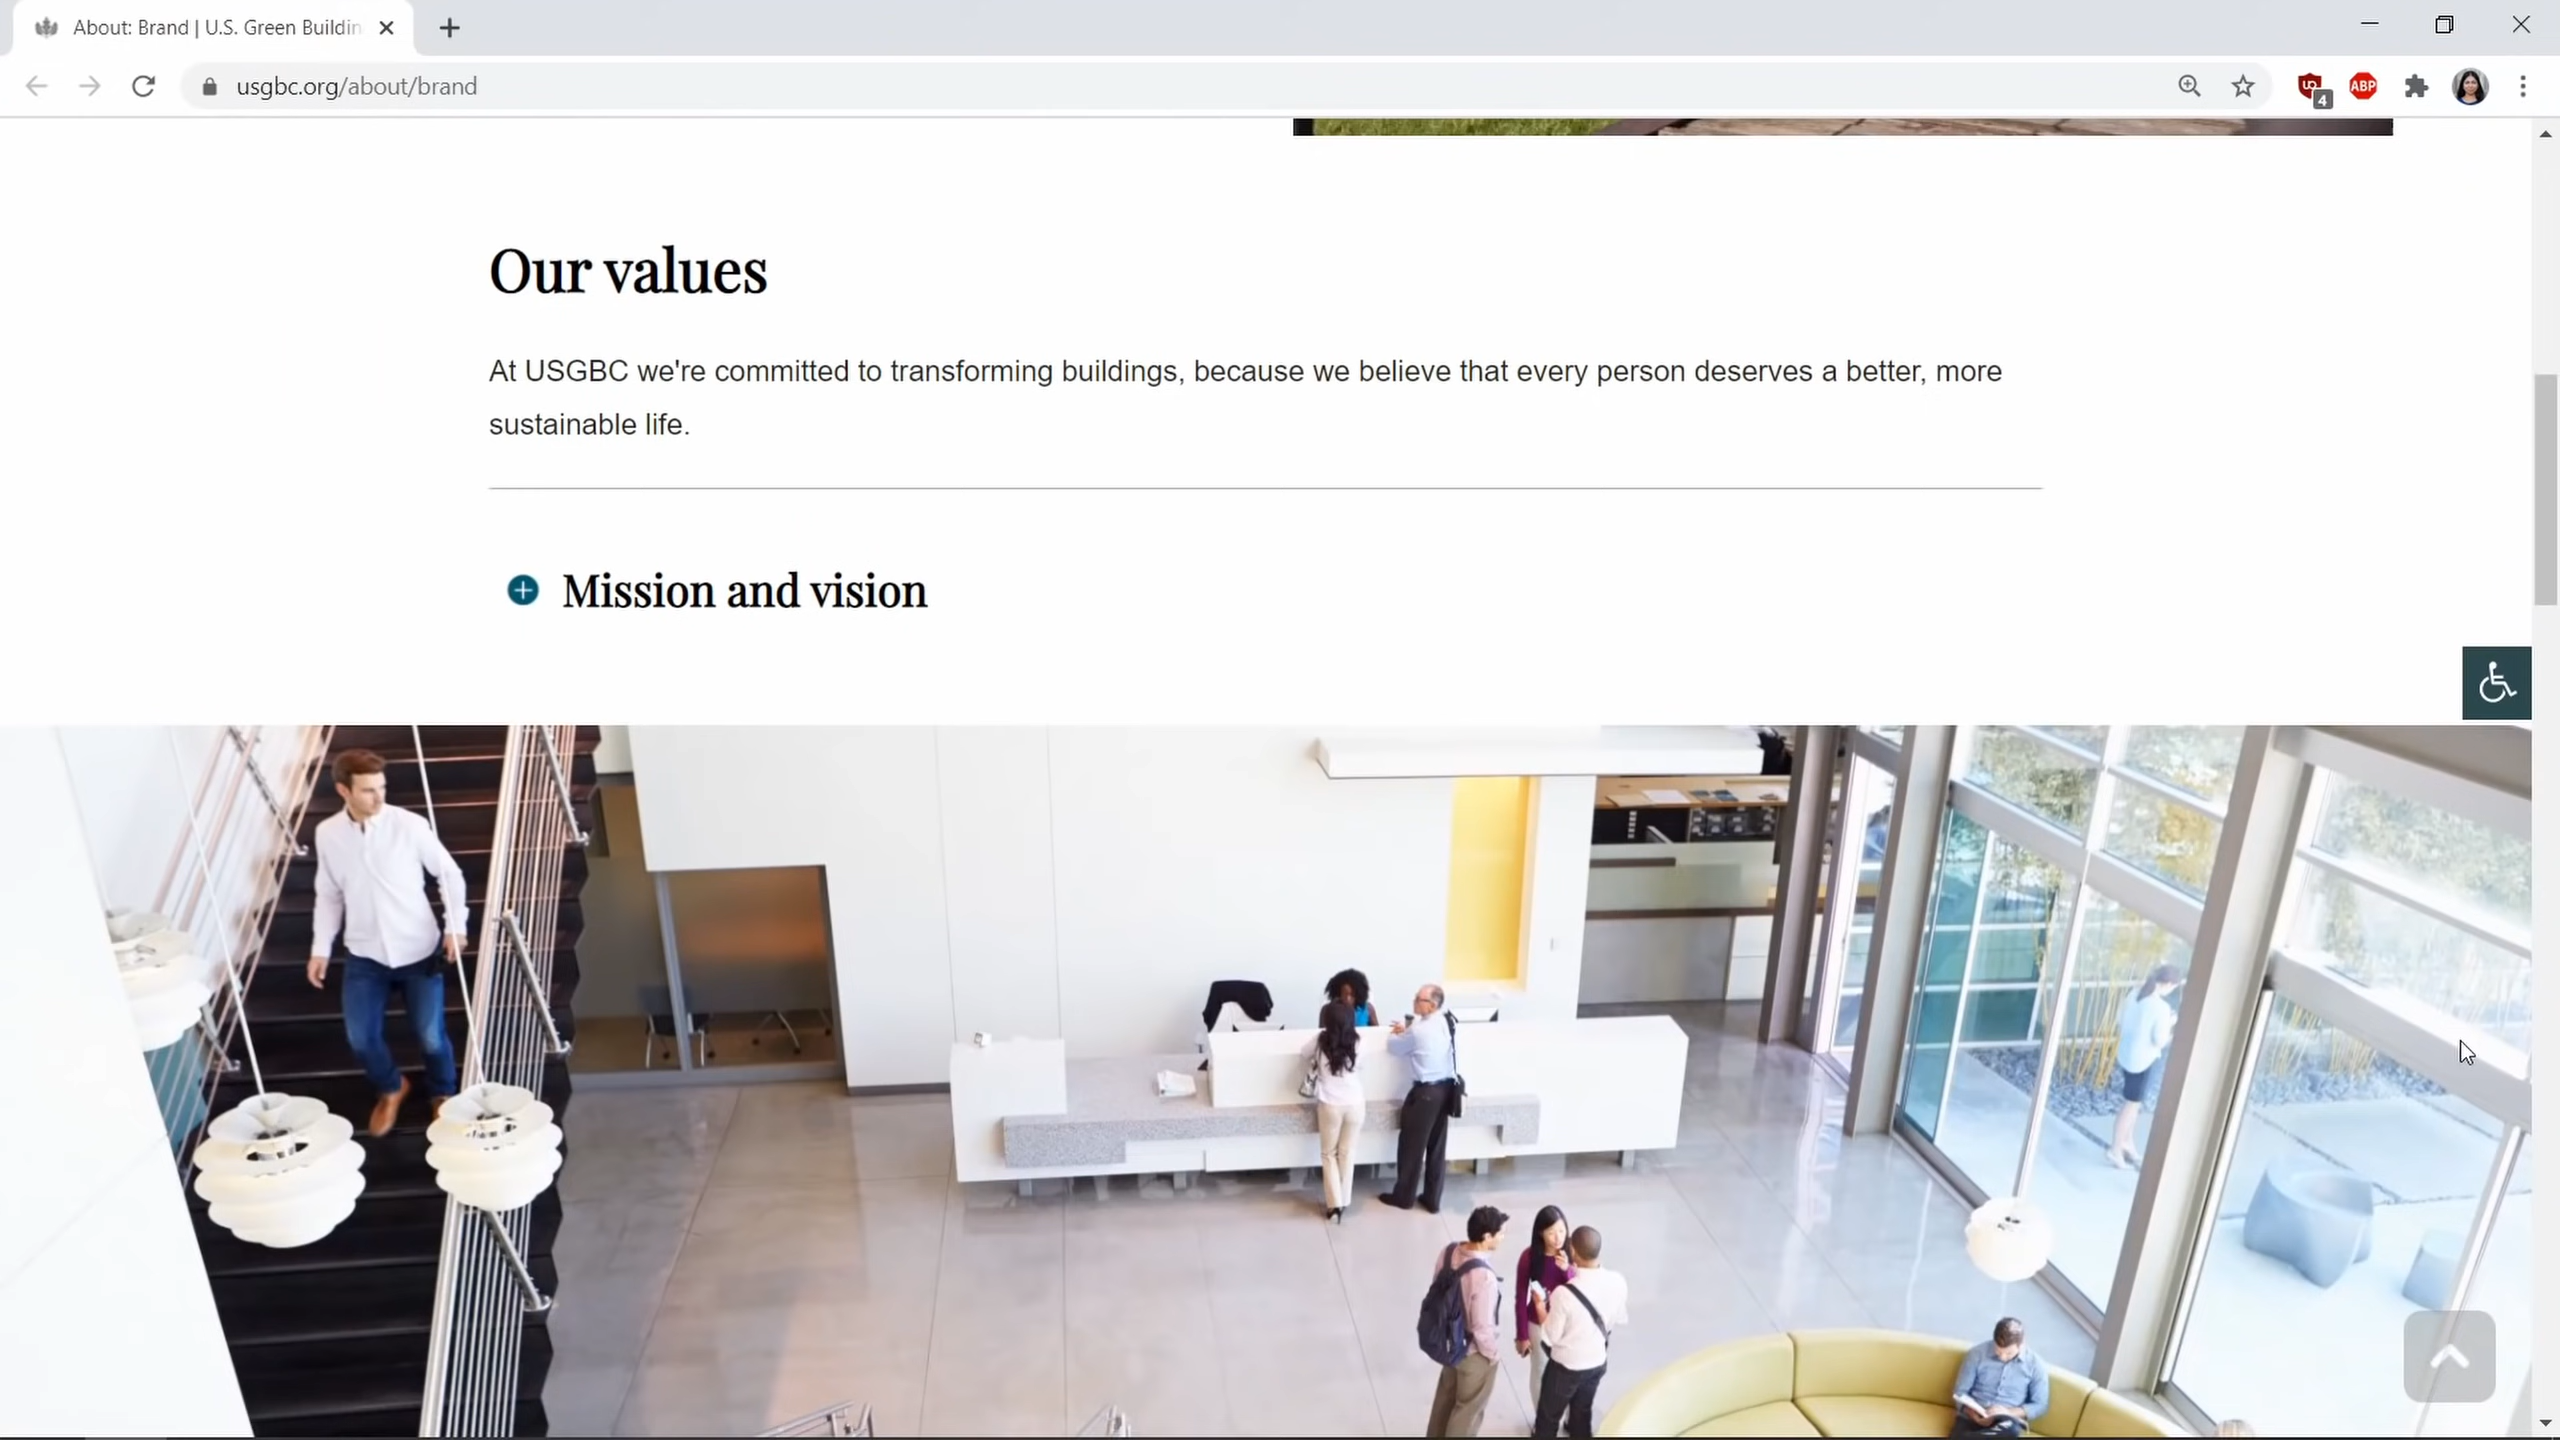 About: Brand | U.S. Green Buildin
usgbc.org/about/brand
4
ABP
Our values
At USGBC we're committed to transforming buildings, because we believe that every person deserves a better, more
sustainable life.
Mission and vision